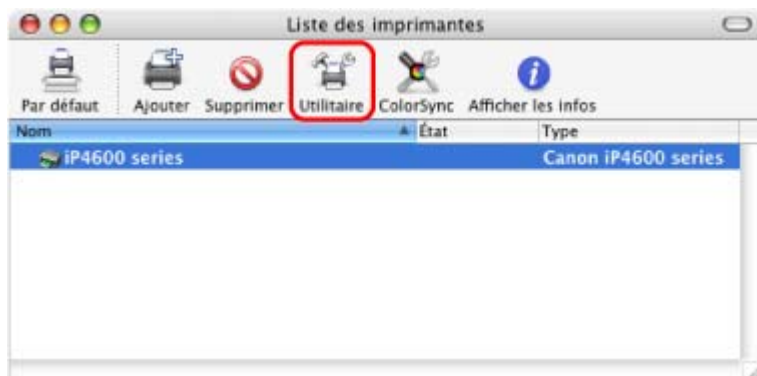 Liste des imprimantes
Par défaut Ajouter Supprimer Utilitaire ColorSync Afficher les infos
Nom État Type
iP4600 series Canon iP4600 series